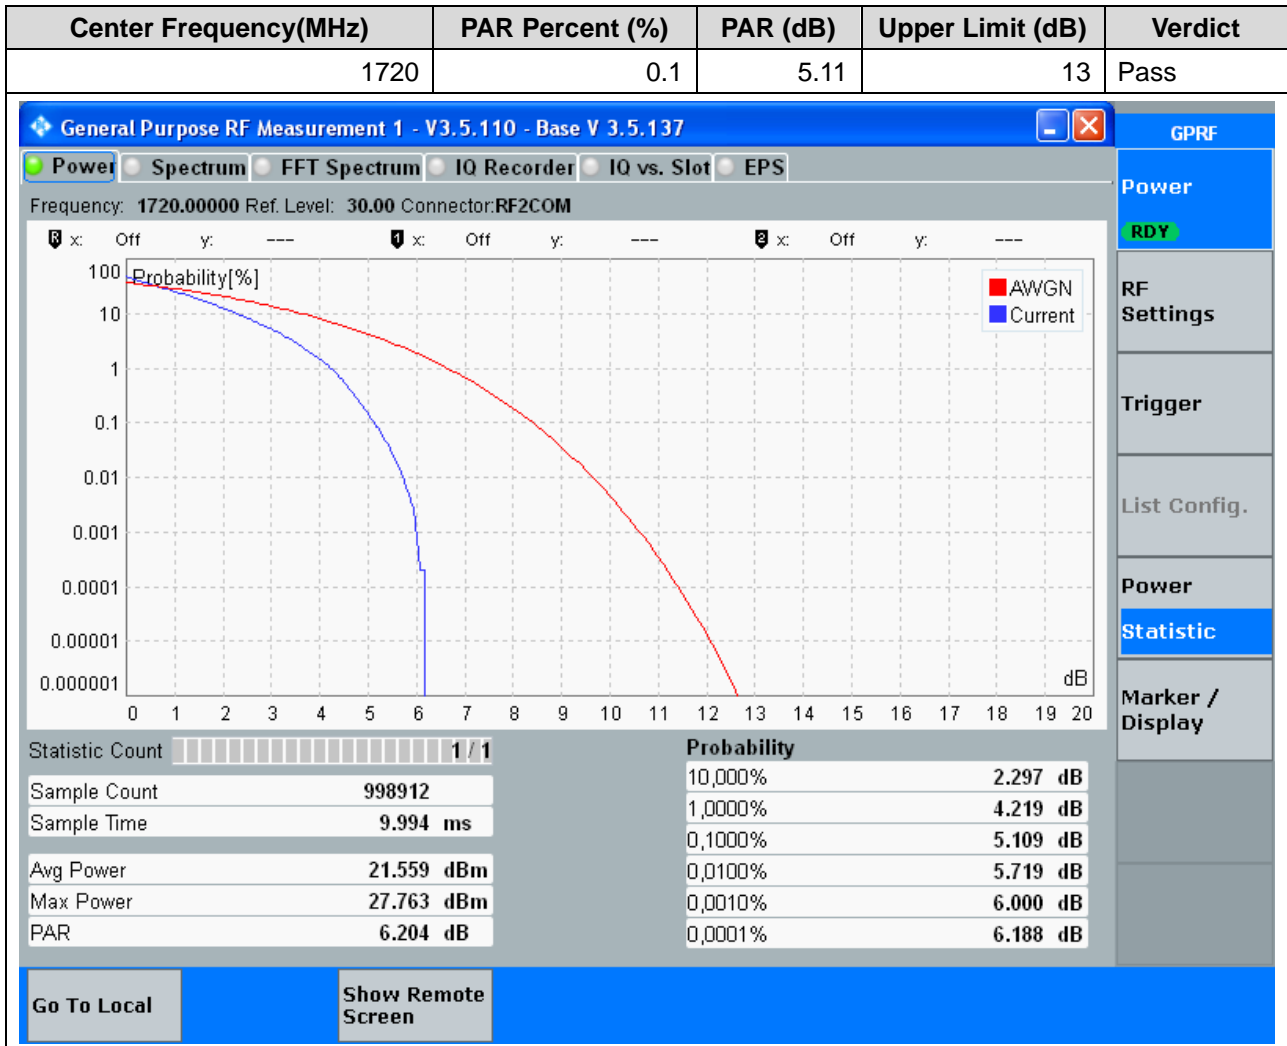 Center Frequency(MHz) PAR Percent (%) PAR (dB) Upper Limit (dB) Verdict
1720 0.1 5.11 13 Pass
General Purpose RF Measurement 1 - V3.5.110 - Base V 3.5.137
GPRF
Power Spectrum FFT Spectrum IQ Recorder IQ vs. Slot EPS
Frequency: 1720.00000 Ref. Level: 30.00 Connector:RF2COM
R x: Off y: --- 1 x: Off y: --- 2 x: Off y: ---
Probability[%]
AWGN
Current
100
10
1
0.1
0.01
0.001
0.0001
0.00001
0.000001
dB
0 1 2 3 4 5 6 7 8 9 10 11 12 13 14 15 16 17 18 19 20
Statistic Count 1 / 1
Sample Count 998912
Sample Time 9.994 ms
Avg Power 21.559 dBm
Max Power 27.763 dBm
PAR 6.204 dB
Probability
10,000% 2.297 dB
1,0000% 4.219 dB
0,1000% 5.109 dB
0,0100% 5.719 dB
0,0010% 6.000 dB
0,0001% 6.188 dB
Power
RDY
RF
Settings
Trigger
List Config.
Power
Statistic
Marker /
Display
Go To Local
Show Remote
Screen